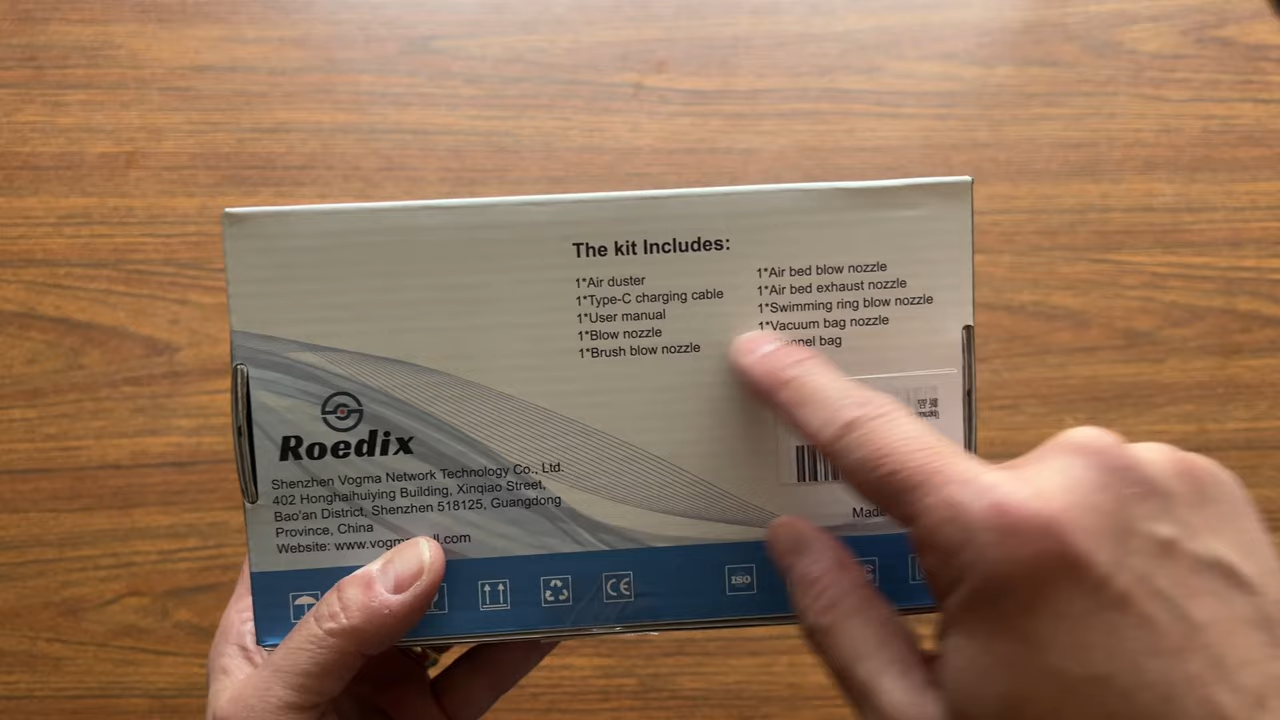 The kit Includes:
1*Air duster
1*Type-C charging cable
1*User manual
1*Blow nozzle
1*Brush blow nozzle
1*Air bed blow nozzle
1*Air bed exhaust nozzle
1*Swimming ring blow nozzle
1*Vacuum bag nozzle
bag
Roedix
Shenzhen Vogma Network Technology Co., Ltd.
402 Honghaihuiying Building, Xinqiao Street,
Bao'an District, Shenzhen 518125, Guangdong
Province, China
Website:
Made
CE
ISO